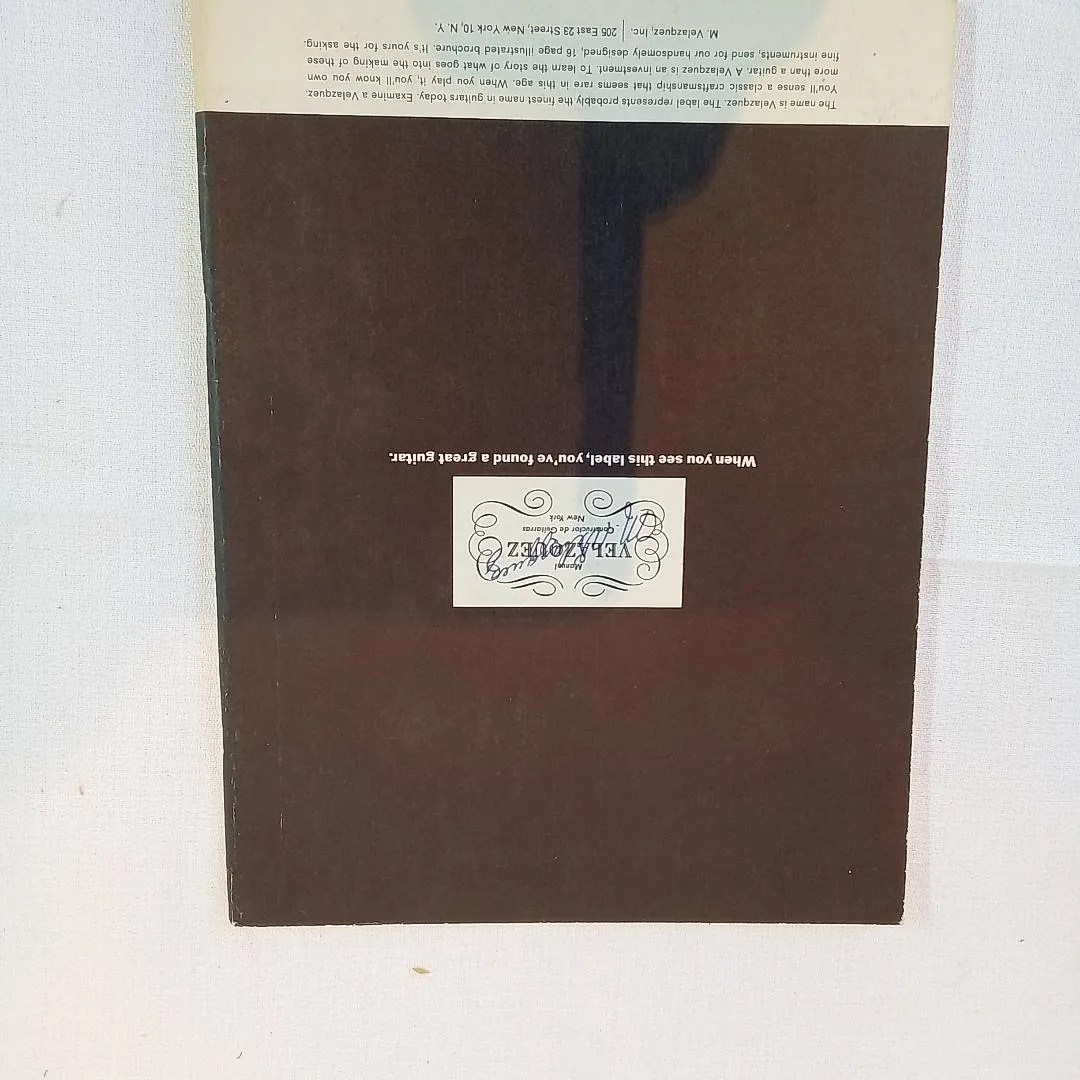 Manuel
VELAZQUEZ
Constructor de Guitarras
New York
M. Velazquez
When you see this label, you've found a great guitar.
The name is Velazquez. The label represents probably the finest name in guitars today. Examine a Velazquez.
You'll sense a classic craftsmanship that seems rare in this age. When you play it, you'll know you own
more than a guitar. A Velazquez is an investment. To learn the story of what goes into the making of these
fine instruments, send for our handsomely designed, 16 page illustrated brochure. It's yours for the asking.
M. Velazquez, Inc. | 205 East 23 Street, New York, 10, N. Y.